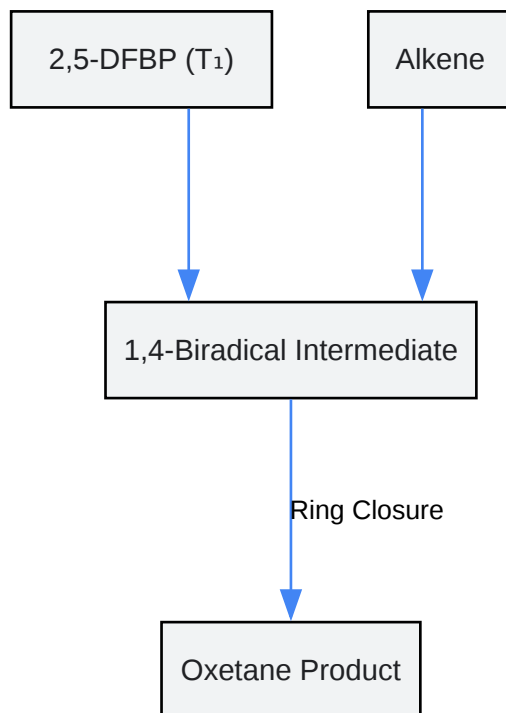 2,5-DFBP (T₁)
Alkene
1,4-Biradical Intermediate
Ring Closure
Oxetane Product